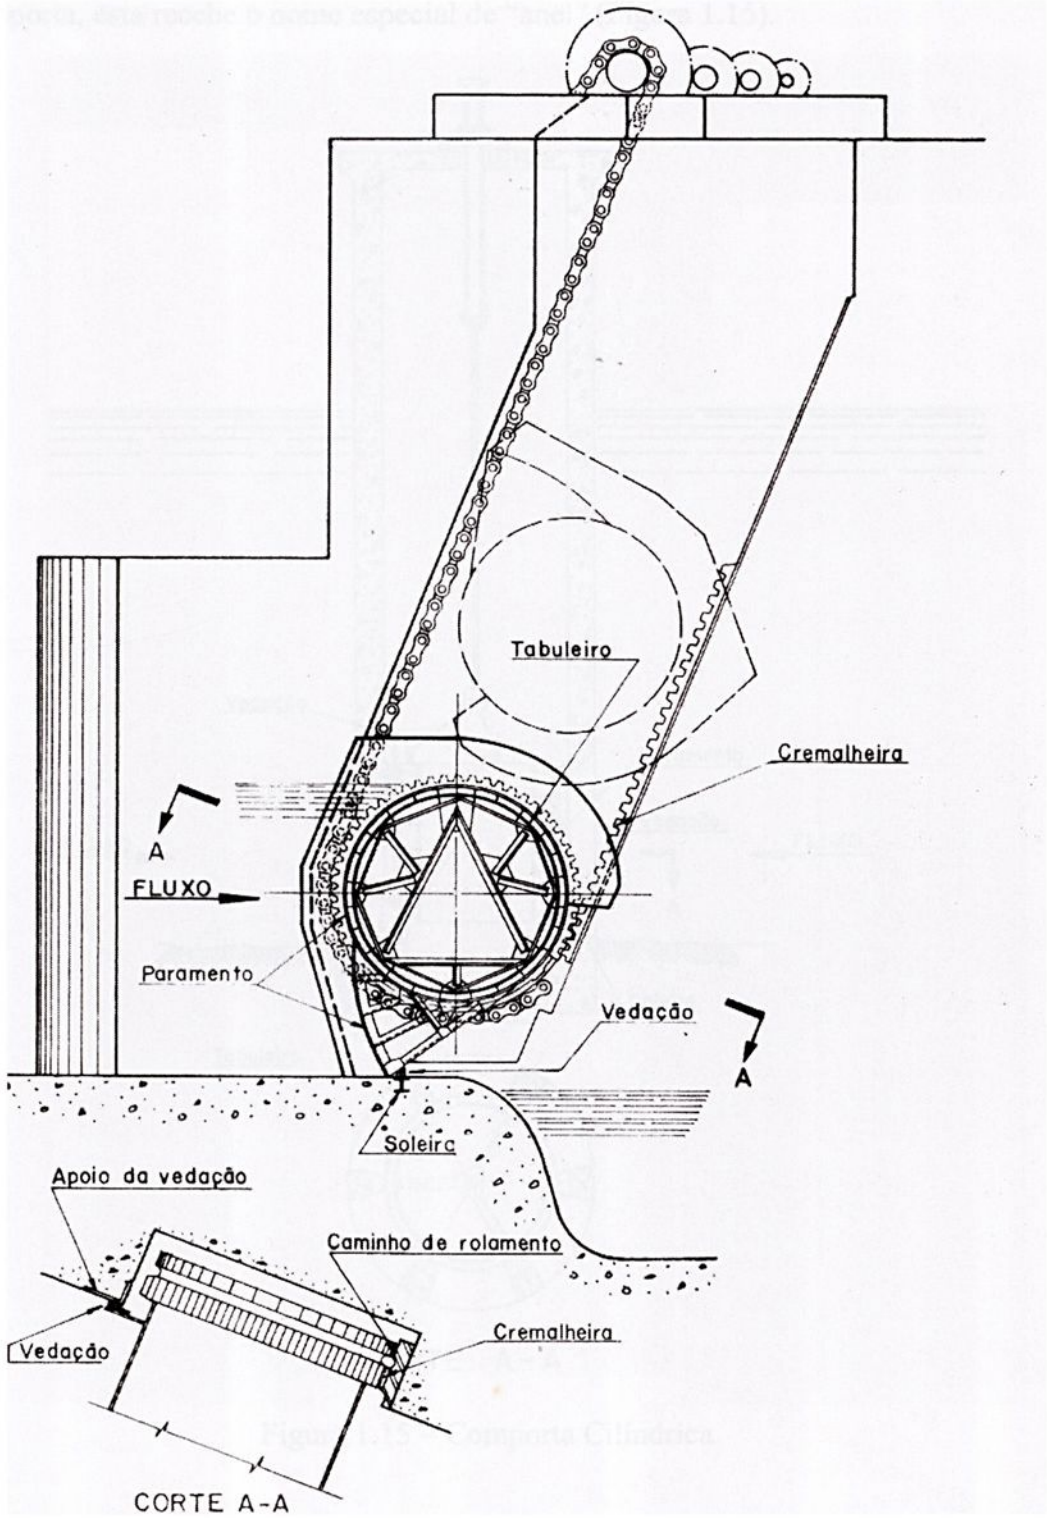 Tabuleiro
Cremalheira
A
FLUXO
Paramento
Vedação
A
Soleira
Apoio da vedação
Caminho de rolamento
Vedação
Cremalheira
CORTE A-A
Figura 1.15 – Comporta Cilíndrica